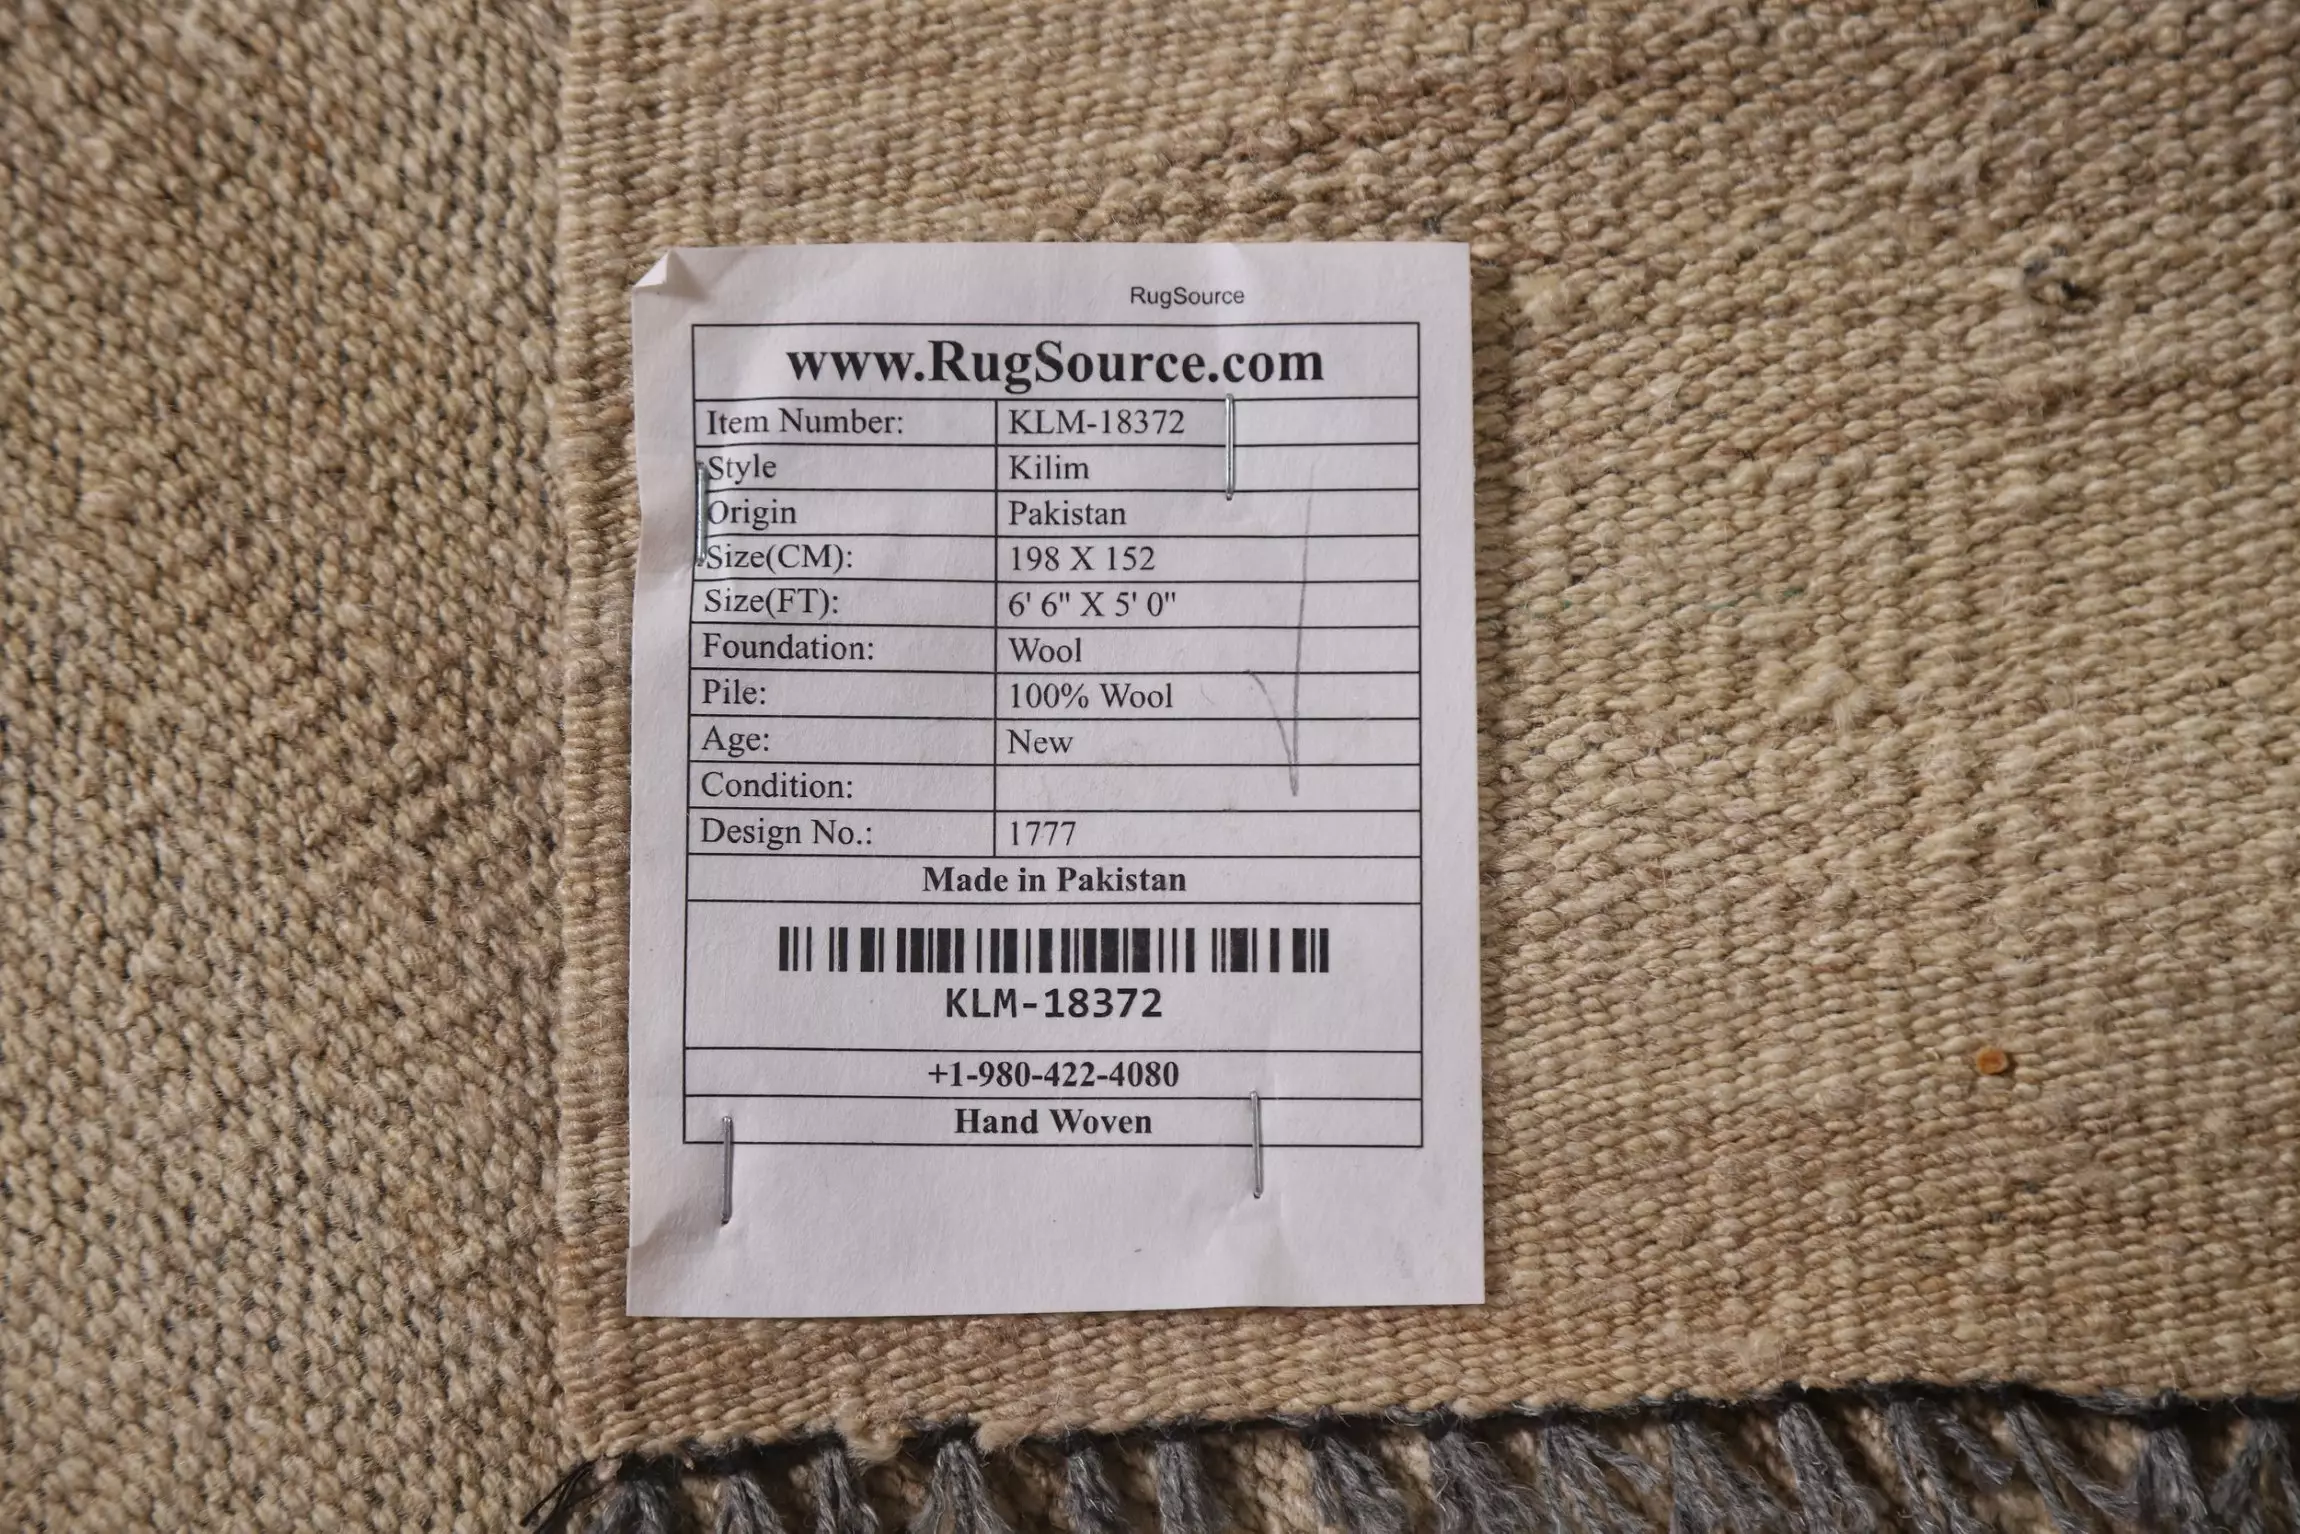 RugSource
www.RugSource.com
Item Number: KLM-18372
Style Kilim
Origin Pakistan
Size(CM): 198 X 152
Size(FT): 6' 6" X 5' 0"
Foundation: Wool
Pile: 100% Wool
Age: New
Condition:
Design No.: 1777
Made in Pakistan
KLM-18372
+1-980-422-4080
Hand Woven